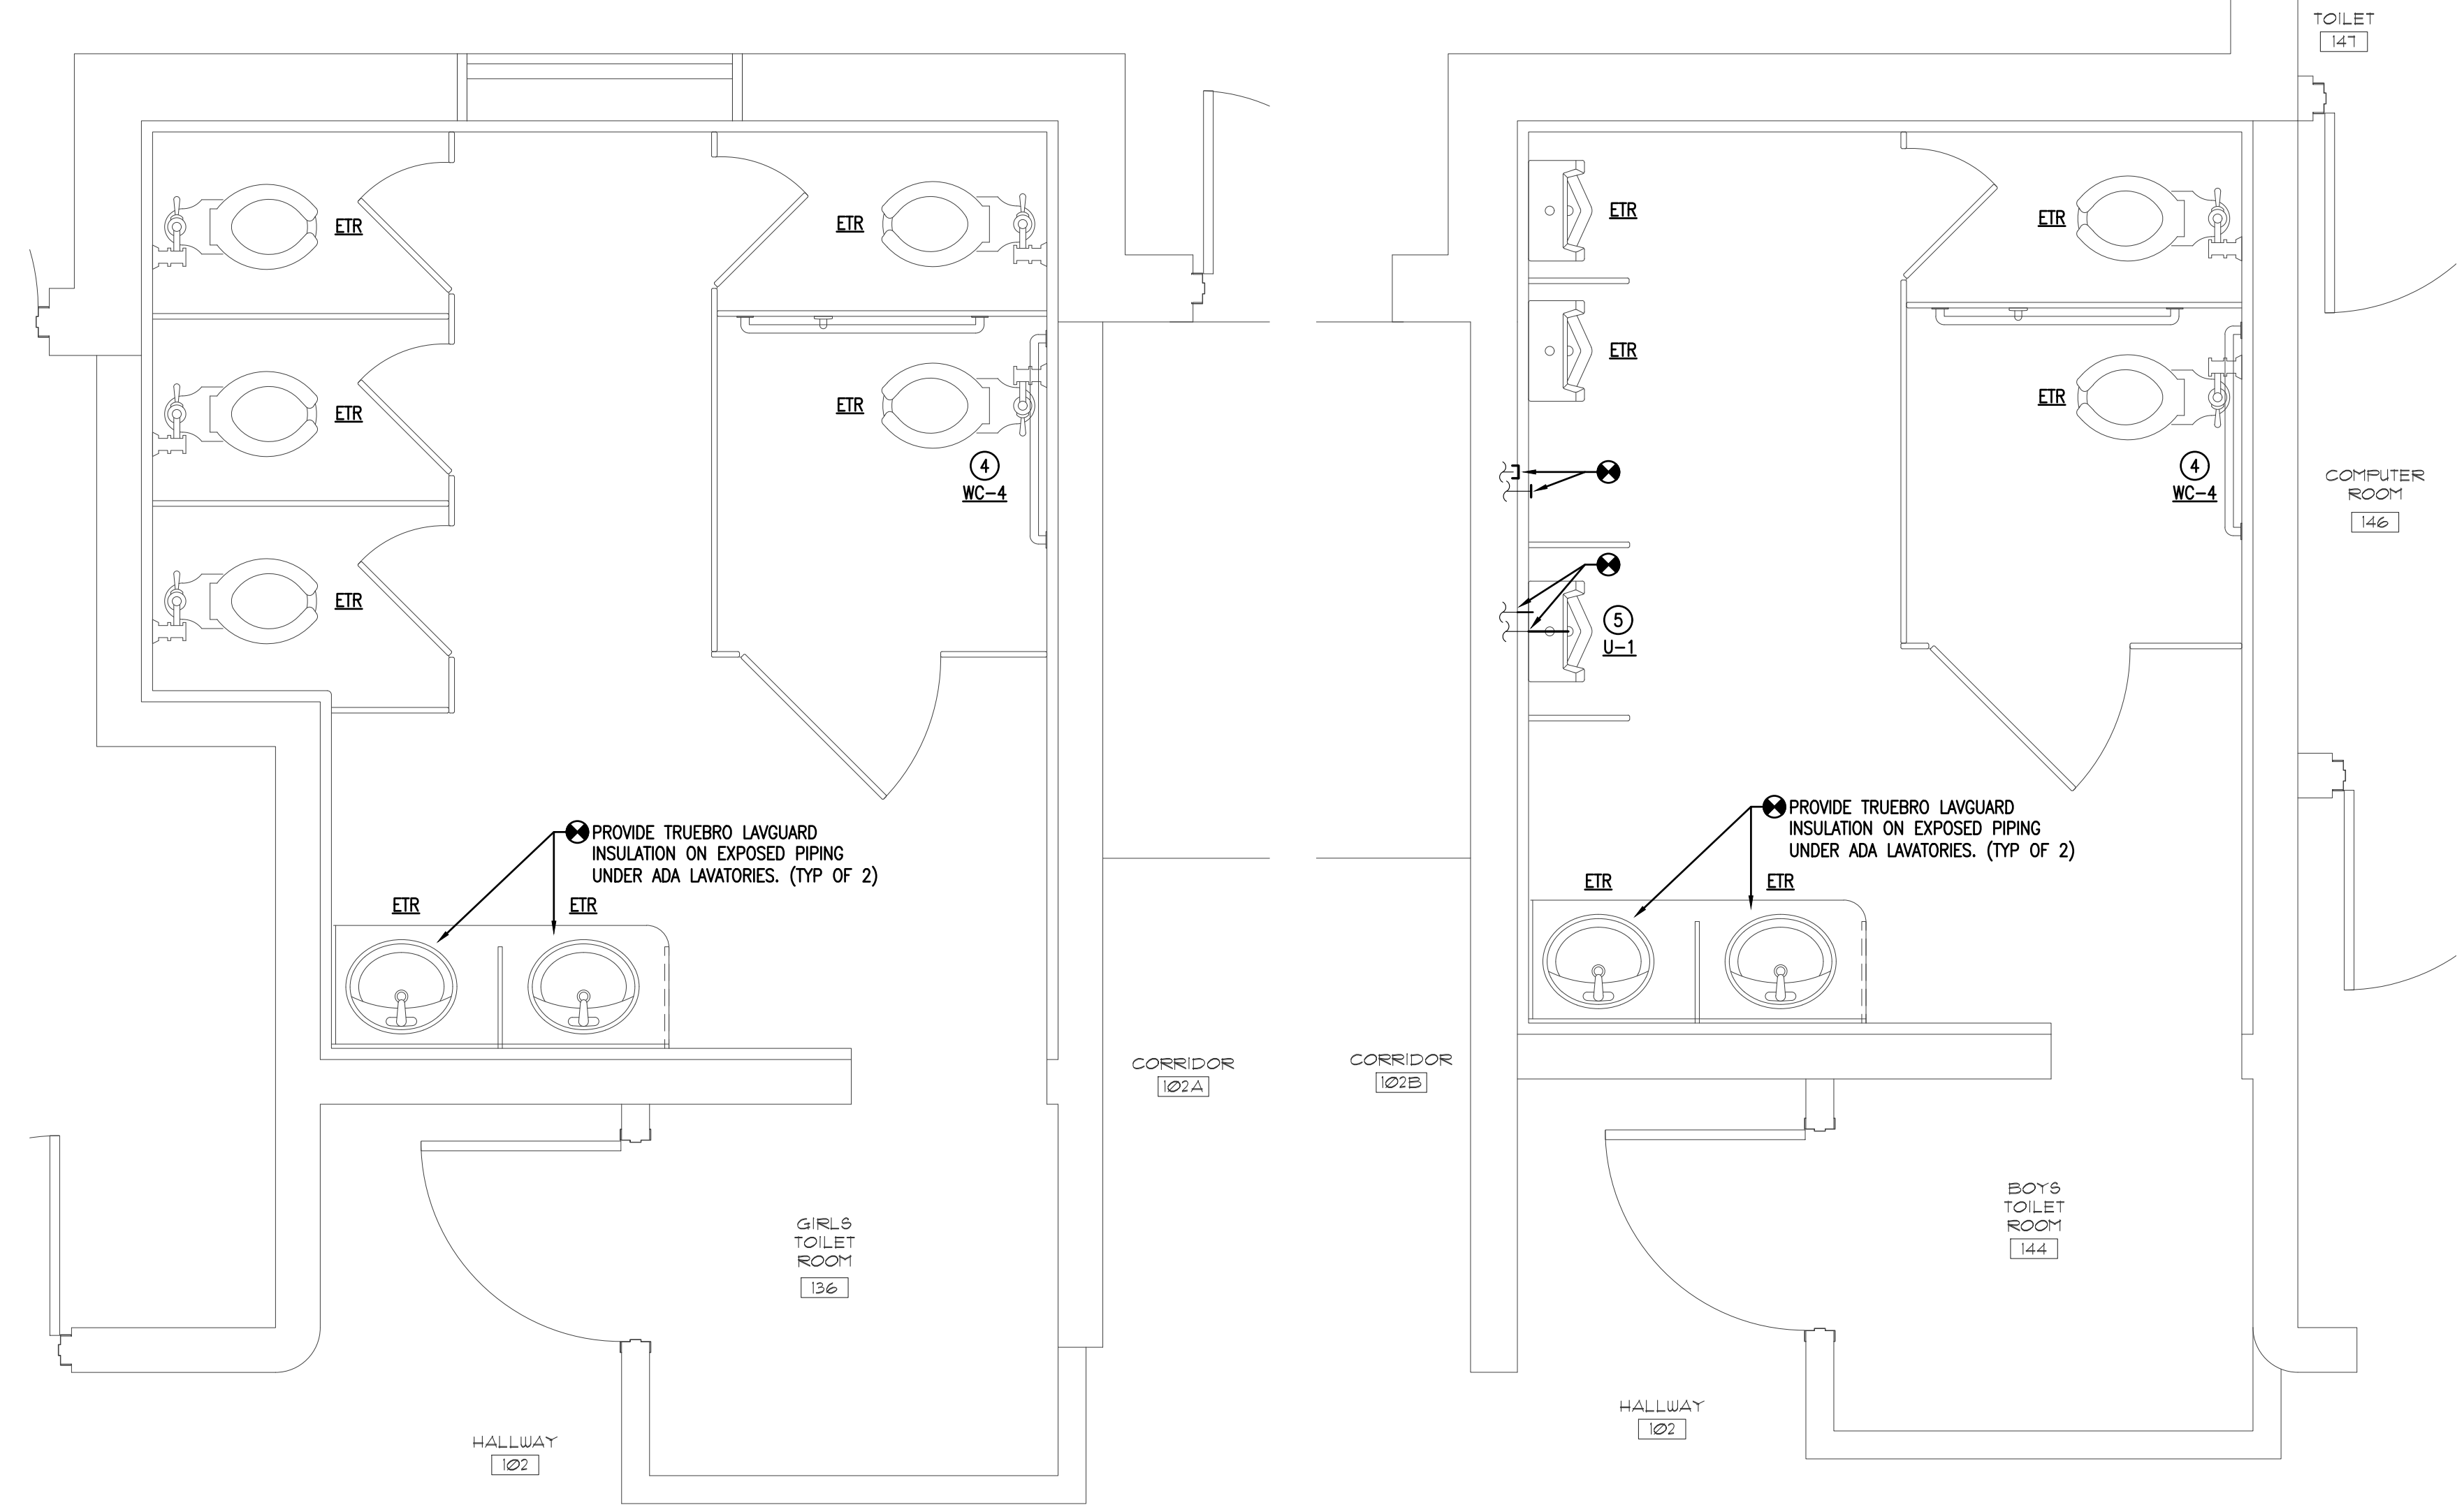 TOILET
147
ETR
ETR
ETR
ETR
ETR
4
WC-4
ETR
PROVIDE TRUEBRO LAVGUARD
INSULATION ON EXPOSED PIPING
UNDER ADA LAVATORIES. (TYP OF 2)
ETR
ETR
CORRIDOR
102A
GIRLS
TOILET
ROOM
136
HALLWAY
102
ETR
ETR
ETR
ETR
4
WC-4
5
U-1
COMPUTER
ROOM
146
PROVIDE TRUEBRO LAVGUARD
INSULATION ON EXPOSED PIPING
UNDER ADA LAVATORIES. (TYP OF 2)
ETR
ETR
CORRIDOR
102B
BOYS
TOILET
ROOM
144
HALLWAY
102